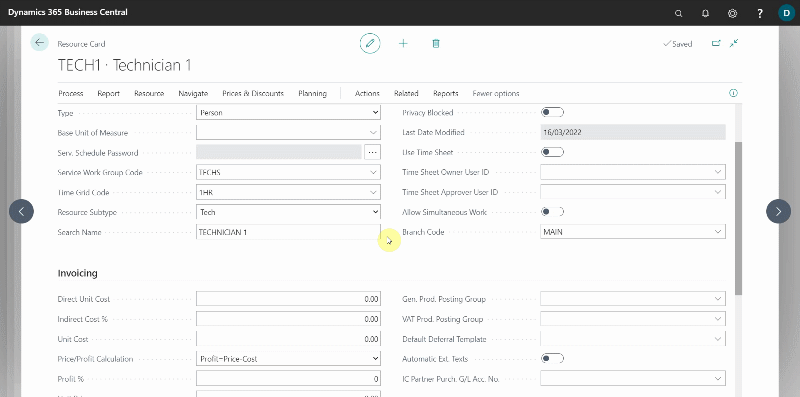 Dynamics 365 Business Central
?
D
Resource Card
Saved
TECH1 · Technician 1
Process Report Resource Navigate Prices & Discounts Planning Actions Related Reports Fewer options
Type Person Privacy Blocked
Base Unit of Measure Last Date Modified 16/03/2022
Serv. Schedule Password ... Use Time Sheet
Service Work Group Code TECHS Time Sheet Owner User ID
Time Grid Code 1HR Time Sheet Approver User ID
Resource Subtype Tech Allow Simultaneous Work
Search Name TECHNICIAN 1 Branch Code MAIN
Invoicing
Direct Unit Cost 0.00 Gen. Prod. Posting Group
Indirect Cost % 0.00 VAT Prod. Posting Group
Unit Cost 0.00 Default Deferral Template
Price/Profit Calculation Profit=Price-Cost Automatic Ext. Texts
Profit % 0 IC Partner Purch. G/L Acc. No.